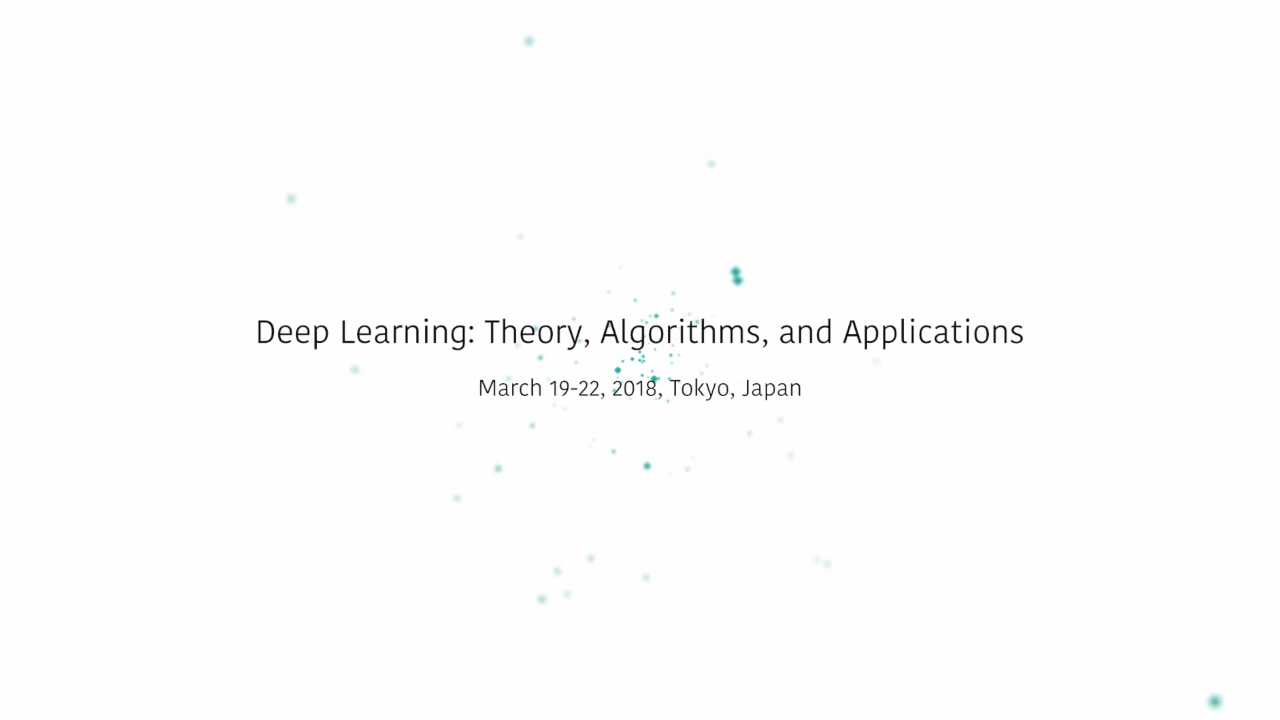 Deep Learning: Theory, Algorithms, and Applications
March 19-22, 2018, Tokyo, Japan